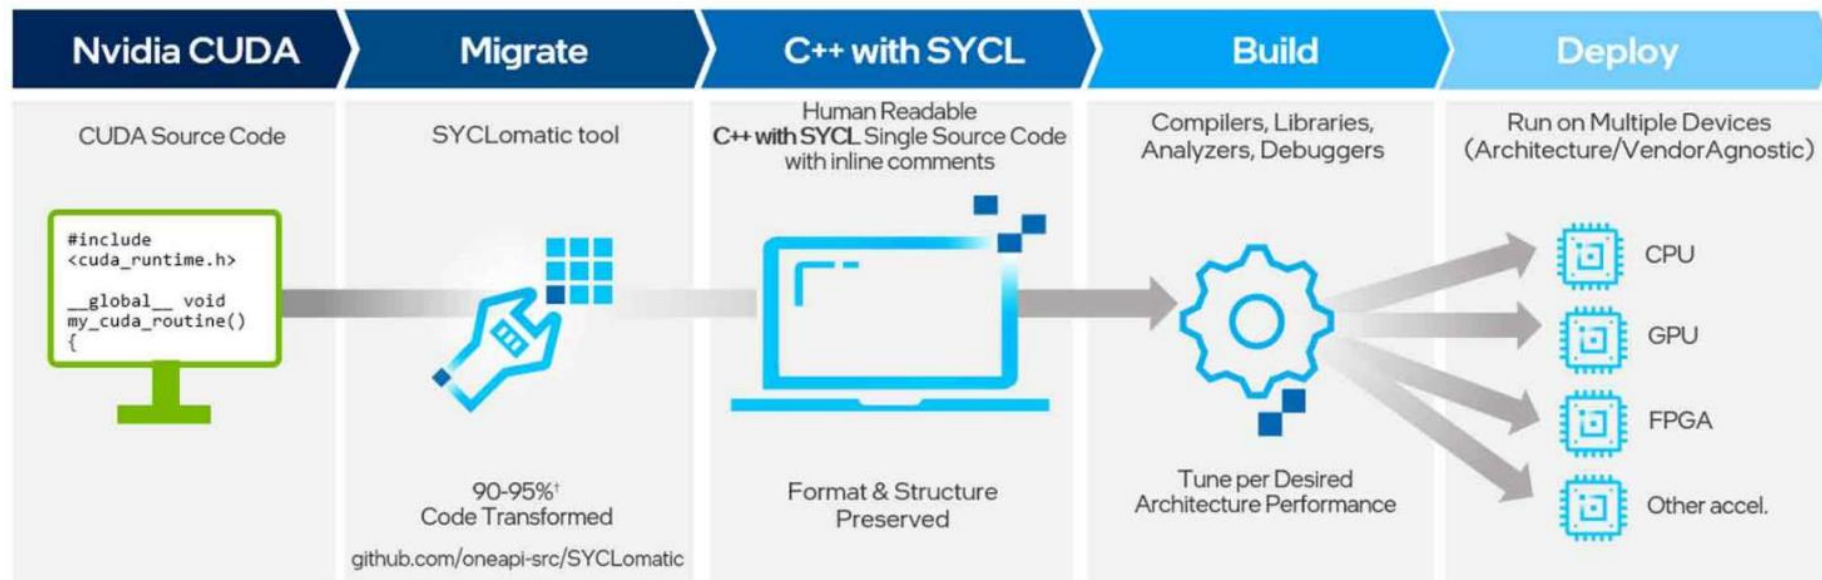 Nvidia CUDA
Migrate
C++ with SYCL
Build
Deploy
CUDA Source Code
#include
<cuda_runtime.h>
__global__ void
my_cuda_routine()
{
SYCLomatic tool
90-95%†
Code Transformed
github.com/oneapi-src/SYCLomatic
Human Readable
C++ with SYCL Single Source Code
with inline comments
Format & Structure
Preserved
Compilers, Libraries,
Analyzers, Debuggers
Tune per Desired
Architecture Performance
Run on Multiple Devices
(Architecture/VendorAgnostic)
CPU
GPU
FPGA
Other accel.